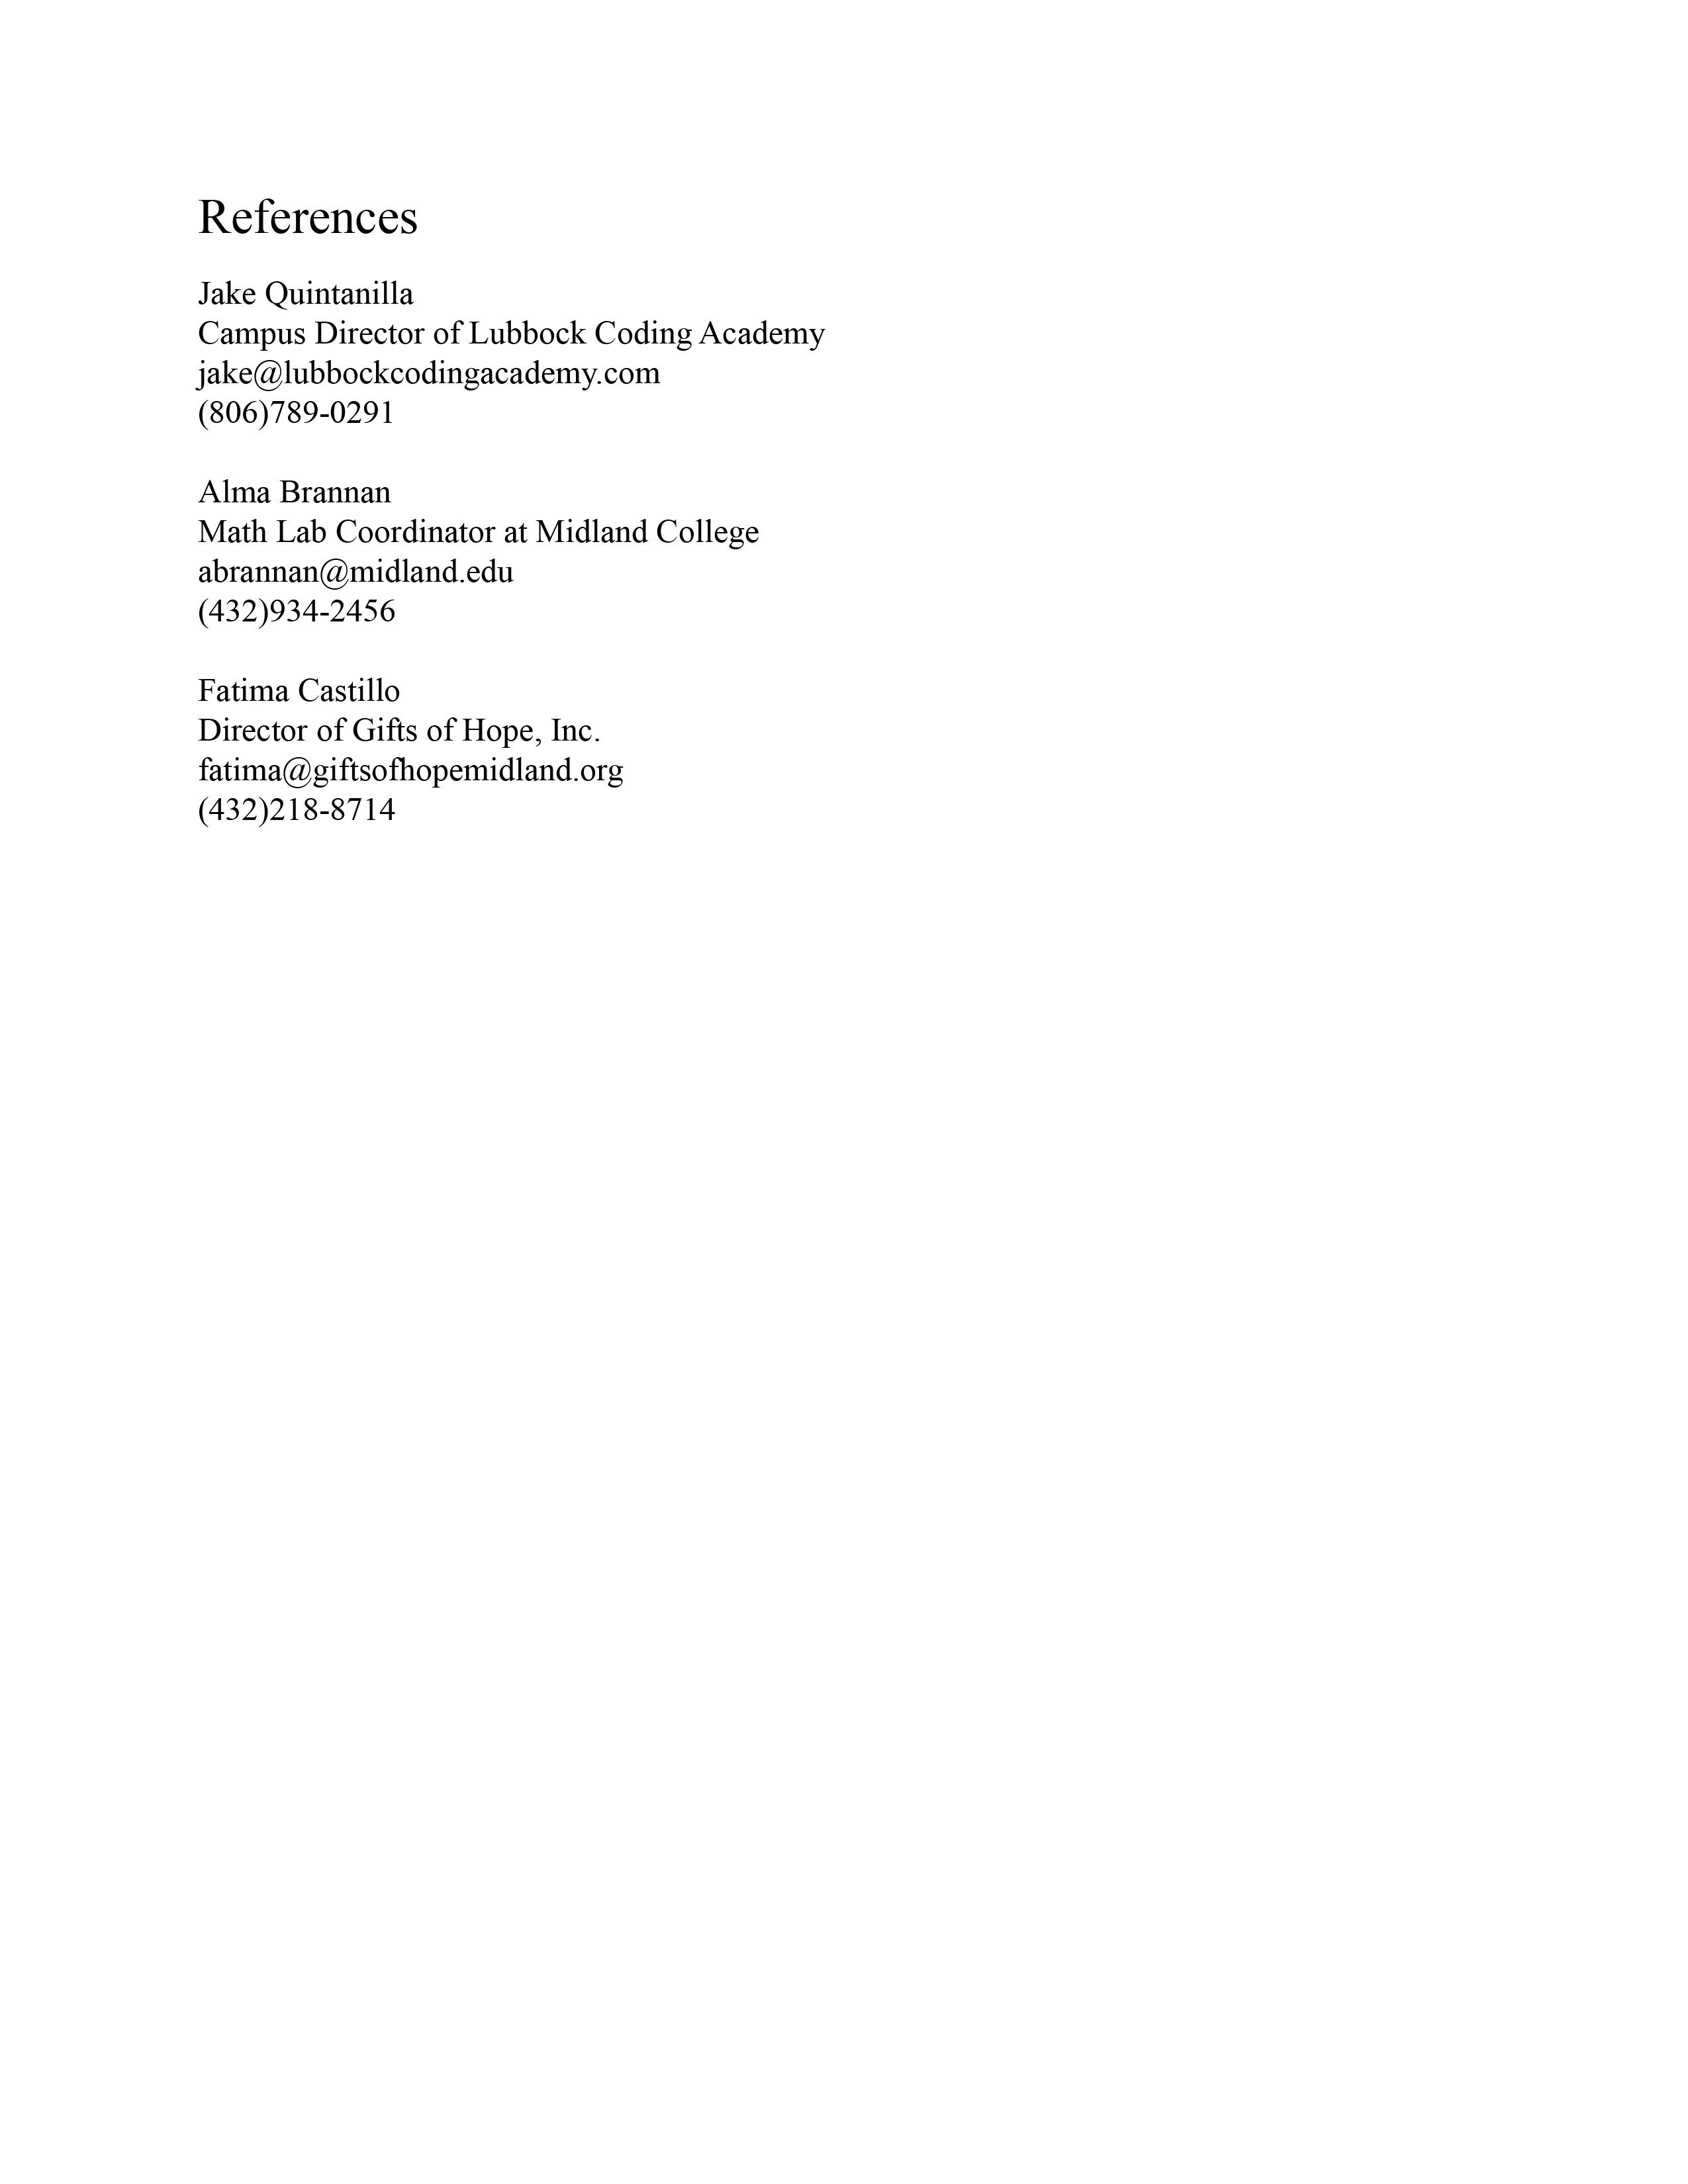 References
Jake Quintanilla
Campus Director of Lubbock Coding Academy
jake@lubbockcodingacademy.com
(806)789-0291
Alma Brannan
Math Lab Coordinator at Midland College
abrannan@midland.edu
(432)934-2456
Fatima Castillo
Director of Gifts of Hope, Inc.
fatima@giftsofhopemidland.org
(432)218-8714